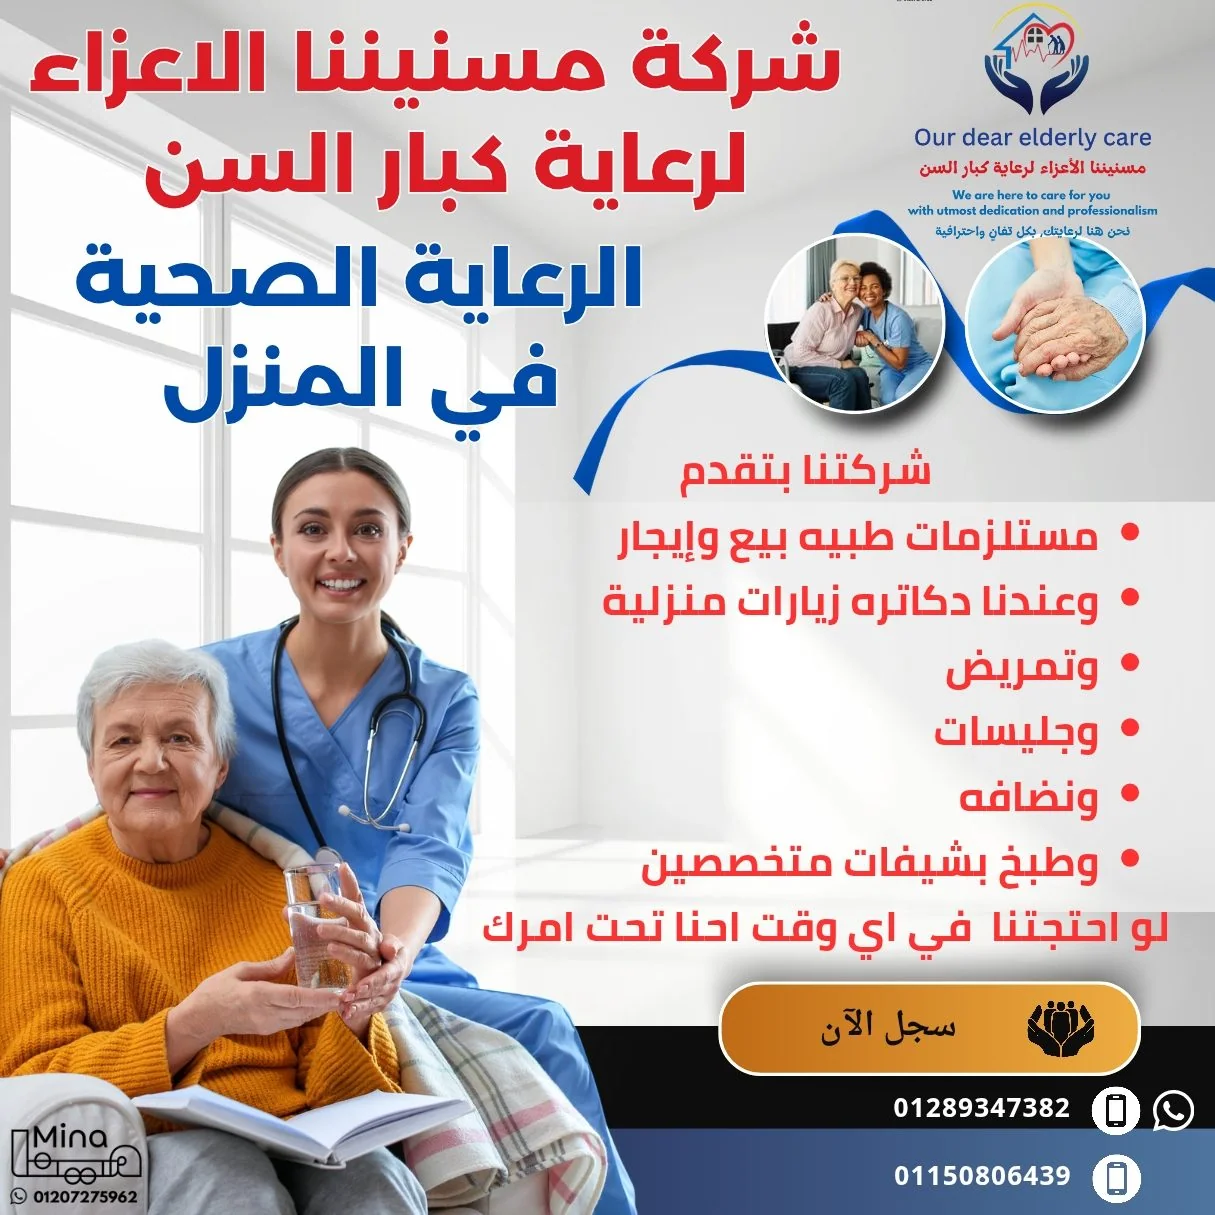 شركة مسنيننا الاعزاء
لرعاية كبار السن
الرعاية الصحية
في المنزل
Our dear elderly care
مسنيننا الأعزاء لرعاية كبار السن
We are here to care for you
with utmost dedication and professionalism
نحن هنا لرعايتك, بكل تفانٍ واحترافية
شركتنا بتقدم
• مستلزمات طبيه بيع وإيجار
• وعندنا دكاتره زيارات منزلية
• وتمريض
• وجليسات
• ونضافه
• وطبخ بشيفات متخصصين
لو احتجتنا في اي وقت احنا تحت امرك
سجل الآن
01289347382
01150806439
Mina
01207275962